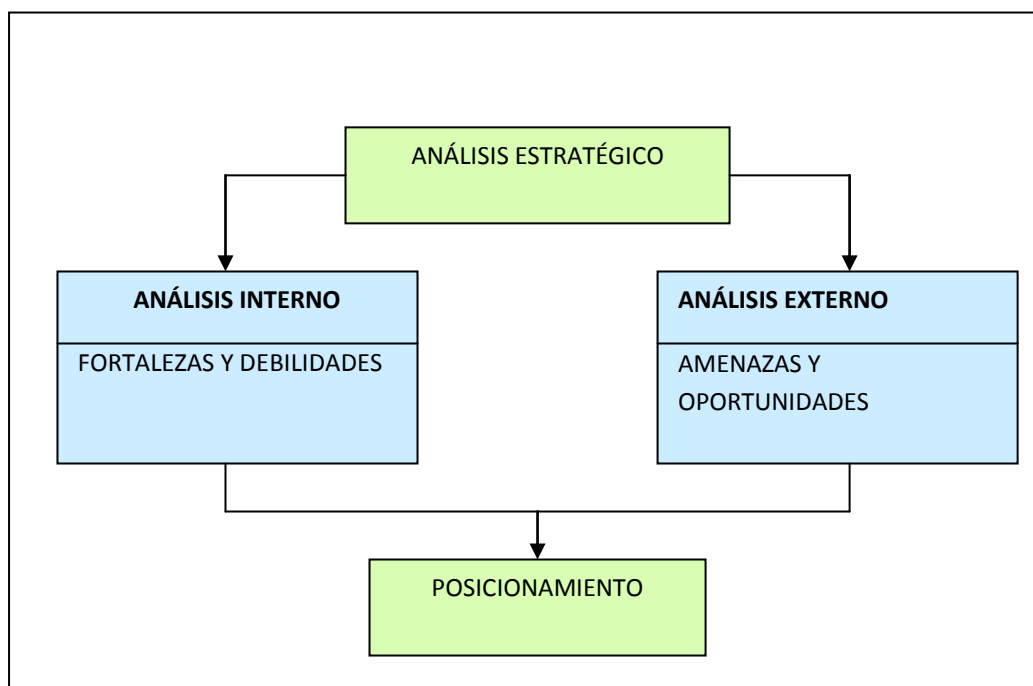 ANÁLISIS ESTRATÉGICO
ANÁLISIS INTERNO
FORTALEZAS Y DEBILIDADES
ANÁLISIS EXTERNO
AMENAZAS Y
OPORTUNIDADES
POSICIONAMIENTO